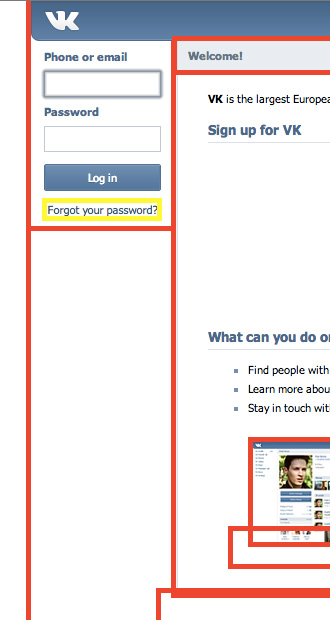 Phone or email
Password
Log in
Forgot your password?
Welcome!
VK is the largest Europea
Sign up for VK
What can you do o
Find people with
Learn more abou
Stay in touch wit